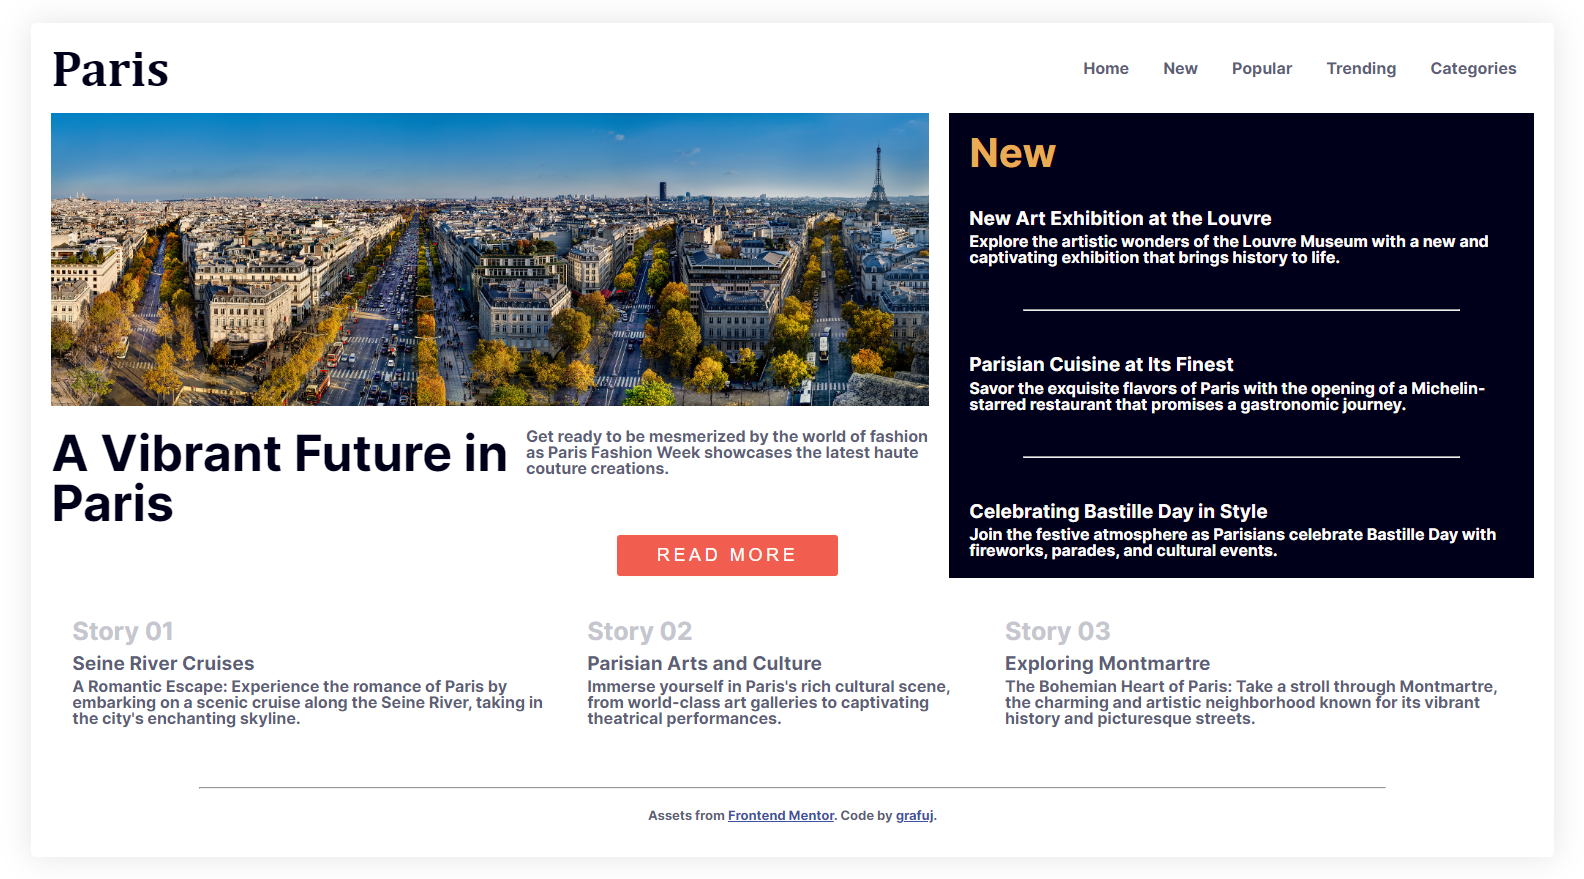 Paris
Home New Popular Trending Categories
New
New Art Exhibition at the Louvre
Explore the artistic wonders of the Louvre Museum with a new and
captivating exhibition that brings history to life.
Parisian Cuisine at Its Finest
Savor the exquisite flavors of Paris with the opening of a Michelin-
starred restaurant that promises a gastronomic journey.
Celebrating Bastille Day in Style
Join the festive atmosphere as Parisians celebrate Bastille Day with
fireworks, parades, and cultural events.
A Vibrant Future in
Paris
Get ready to be mesmerized by the world of fashion
as Paris Fashion Week showcases the latest haute
couture creations.
READ MORE
Story 01
Seine River Cruises
A Romantic Escape: Experience the romance of Paris by
embarking on a scenic cruise along the Seine River, taking in
the city's enchanting skyline.
Story 02
Parisian Arts and Culture
Immerse yourself in Paris's rich cultural scene,
from world-class art galleries to captivating
theatrical performances.
Story 03
Exploring Montmartre
The Bohemian Heart of Paris: Take a stroll through Montmartre,
the charming and artistic neighborhood known for its vibrant
history and picturesque streets.
Assets from Frontend Mentor. Code by grafuj.